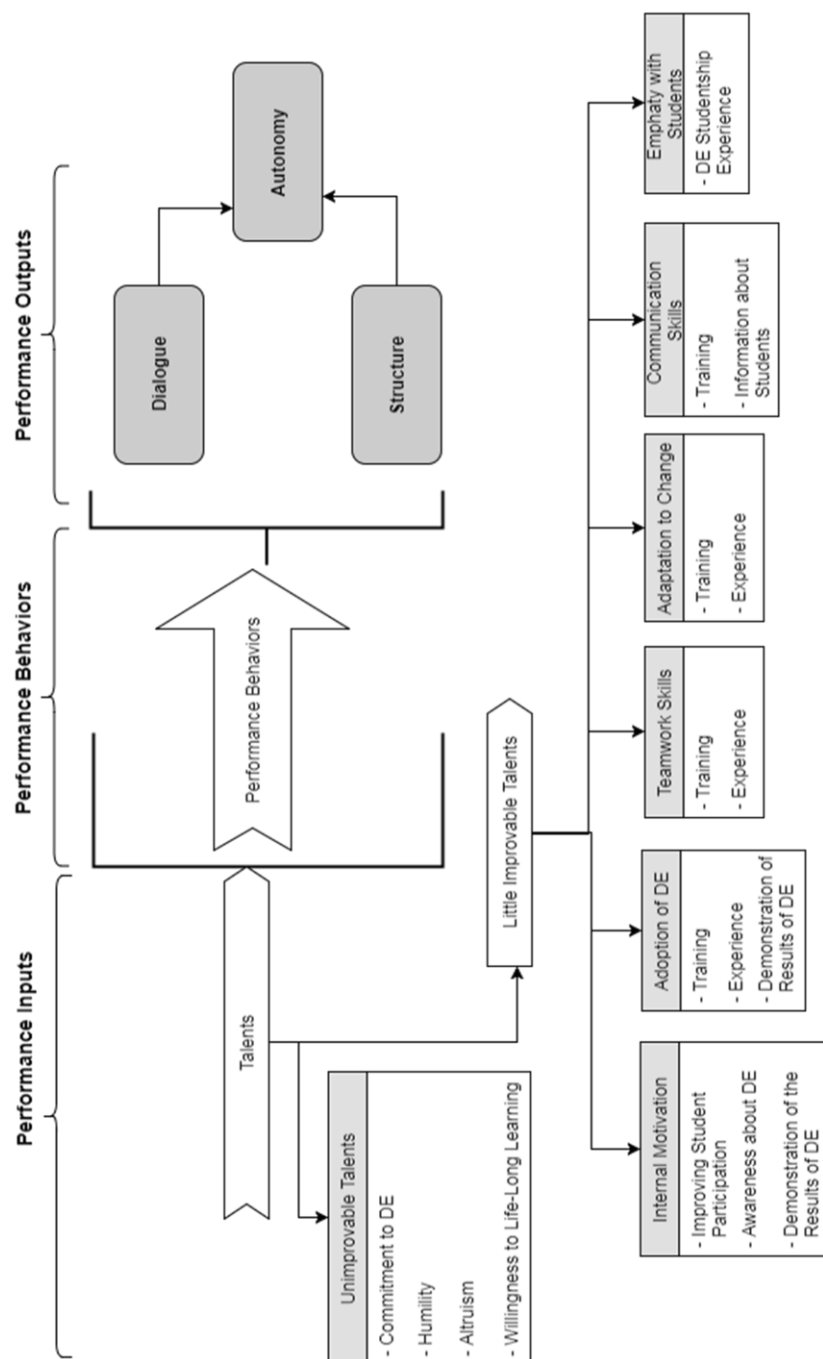 Performance Inputs
Performance Behaviors
Performance Outputs
Talents
Performance Behaviors
Dialogue
Structure
Autonomy
Unimprovable Talents
- Commitment to DE
- Humility
- Altruism
- Willingness to Life-Long Learning
Little Improvable Talents
Internal Motivation
- Improving Student
Participation
- Awareness about DE
- Demonstration of the
Results of DE
Adoption of DE
- Training
- Experience
- Demonstration of
Results of DE
Teamwork Skills
- Training
- Experience
Adaptation to Change
- Training
- Experience
Communication
Skills
- Training
- Information about
Students
Emphaty with
Students
- DE Studentship
Experience